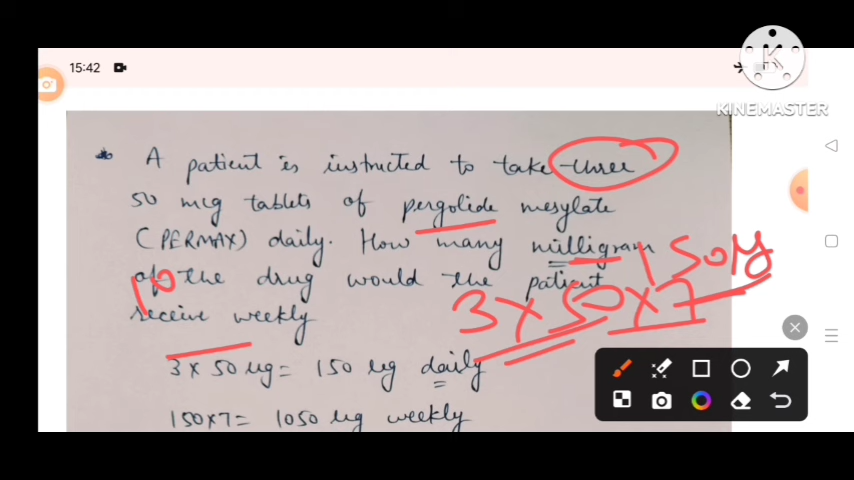 15:42
KINEMASTER
A patient is instructed to take three
50 mcg tablets of pergolide mesylate
(PERMAX) daily. How many milligram
of the drug would the patient
receive weekly
150 µg
10
3 x 50 x 7
3 x 50 µg = 150 µg daily
150x7 = 1050 µg weekly